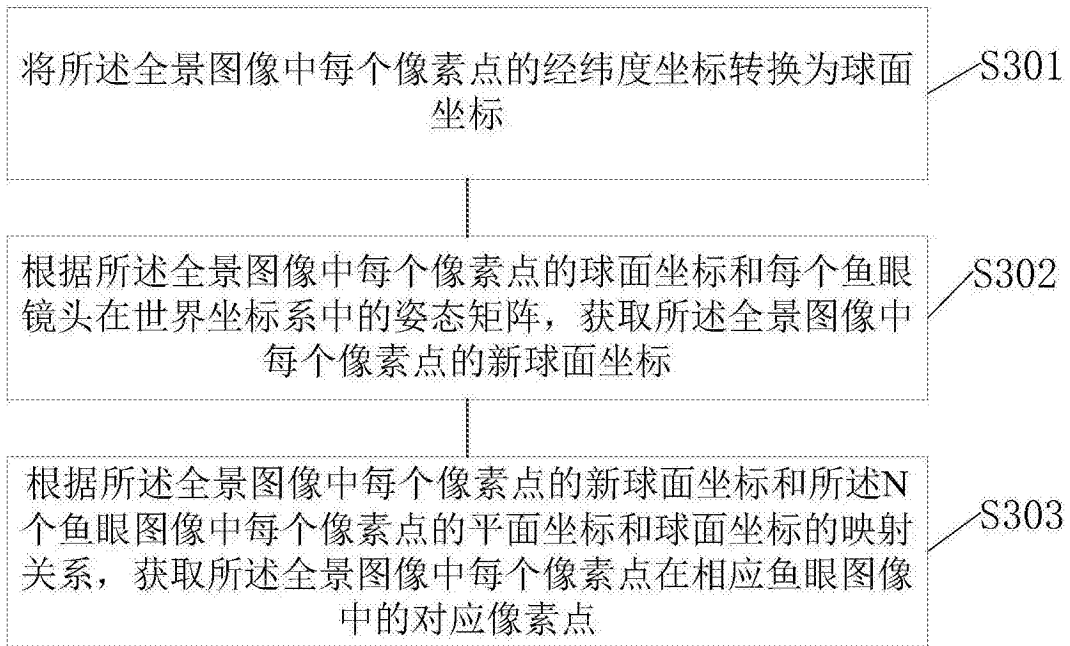 将所述全景图像中每个像素点的经纬度坐标转换为球面
坐标
S301
根据所述全景图像中每个像素点的球面坐标和每个鱼眼
镜头在世界坐标系中的姿态矩阵，获取所述全景图像中
每个像素点的新球面坐标
S302
根据所述全景图像中每个像素点的新球面坐标和所述N
个鱼眼图像中每个像素点的平面坐标和球面坐标的映射
关系，获取所述全景图像中每个像素点在相应鱼眼图像
中的对应像素点
S303